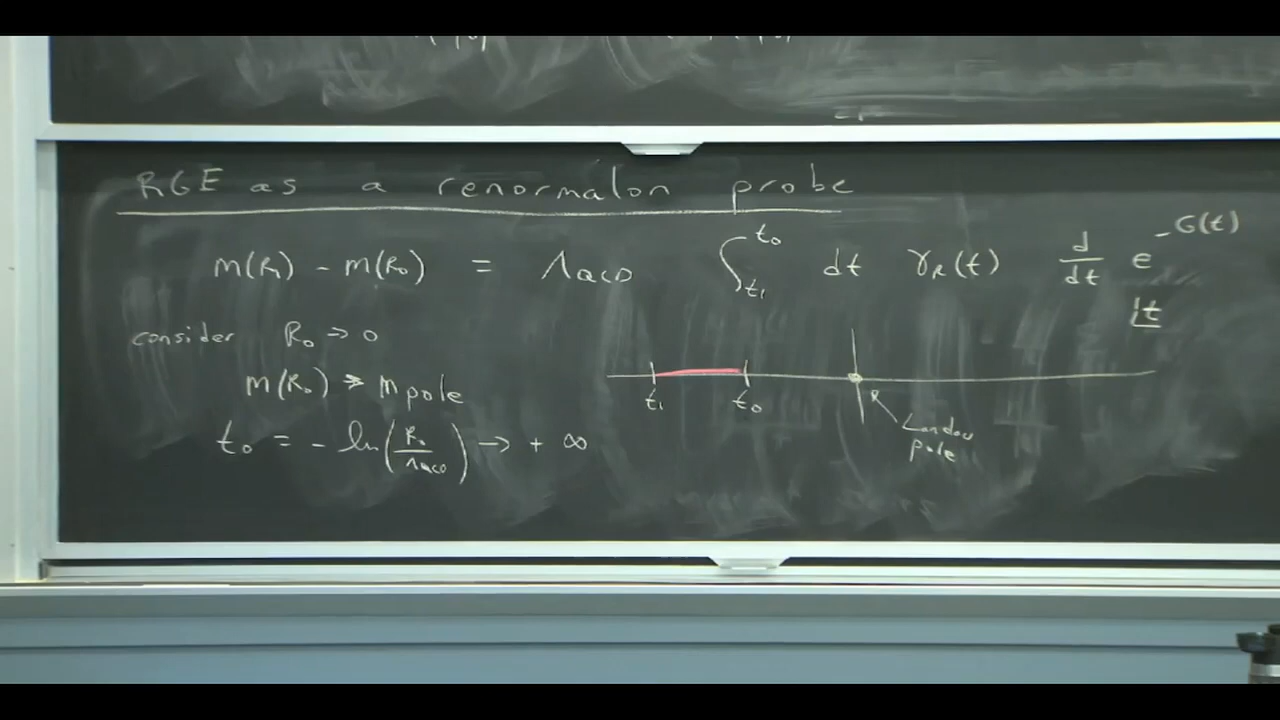 RGE as a renormalon probe
m(R₁) - m(R₀) = Λ_QCD ∫_{t₁}^{t₀} dt γ_R(t) d/dt e^{-G(t)}
t
consider R₀ → 0
m(R₀) → m pole
t₀ = - ln(R₀/Λ_QCD) → + ∞
t₁ t₀
Landau
pole